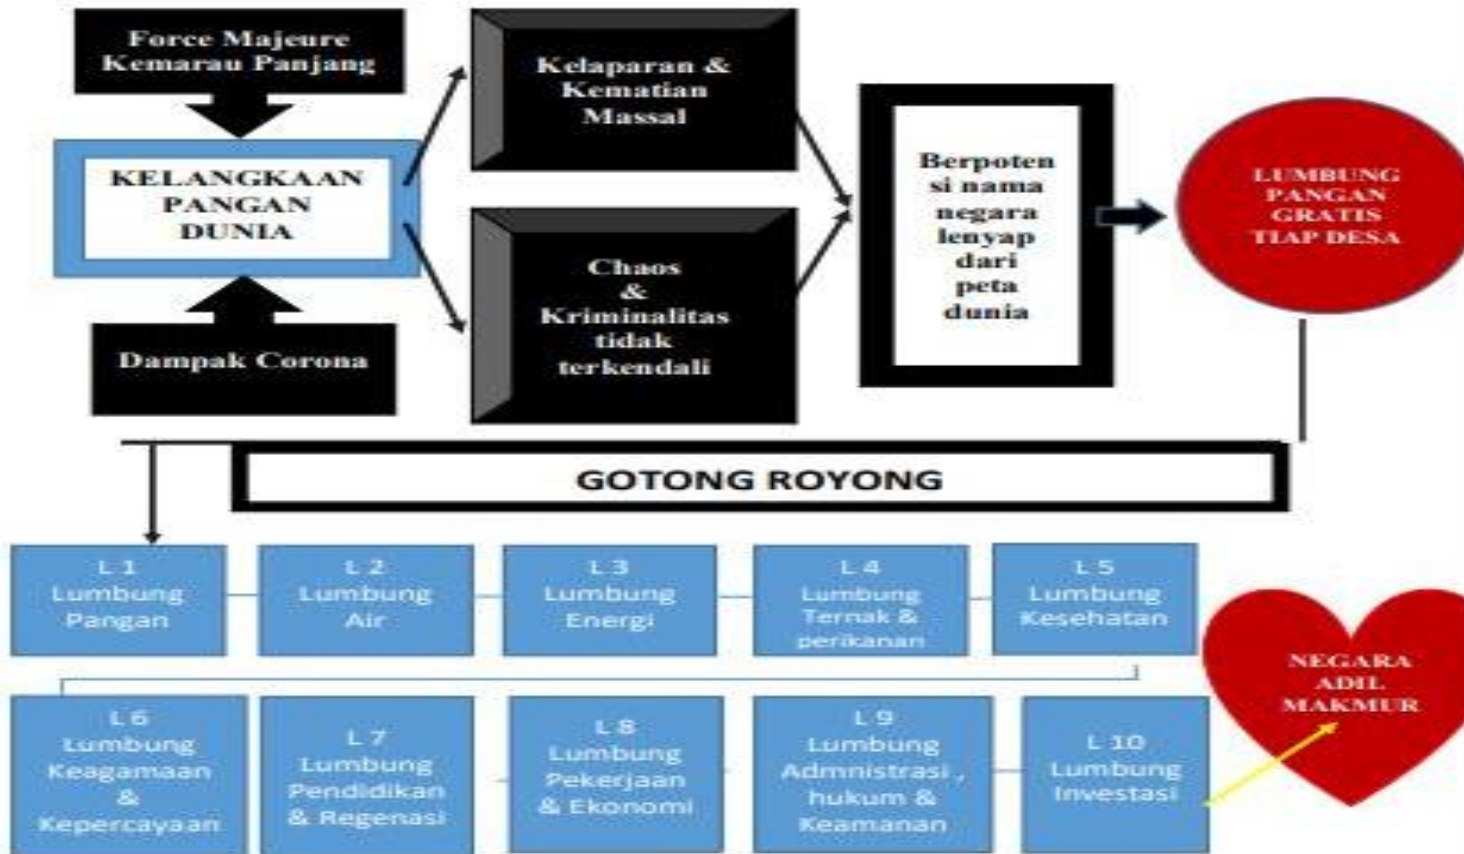 Force Majeure
Kemarau Panjang
KELANGKAAN
PANGAN
DUNIA
Dampak Corona
Kelaparan &
Kematian
Massal
Chaos
&
Kriminalitas
tidak
terkendali
Berpoten
si nama
negara
lenyap
dari
peta
dunia
LUMBUNG
PANGAN
GRATIS
TIAP DESA
GOTONG ROYONG
L 1
Lumbung
Pangan
L 2
Lumbung
Air
L 3
Lumbung
Energi
L 4
Lumbung
Ternak &
perikanan
L 5
Lumbung
Kesehatan
L 6
Lumbung
Keagamaan
&
Kepercayaan
L 7
Lumbung
Pendidikan
& Regenasi
L 8
Lumbung
Pekerjaan
& Ekonomi
L 9
Lumbung
Admnistrasi ,
hukum &
Keamanan
L 10
Lumbung
Investasi
NEGARA
ADIL
MAKMUR